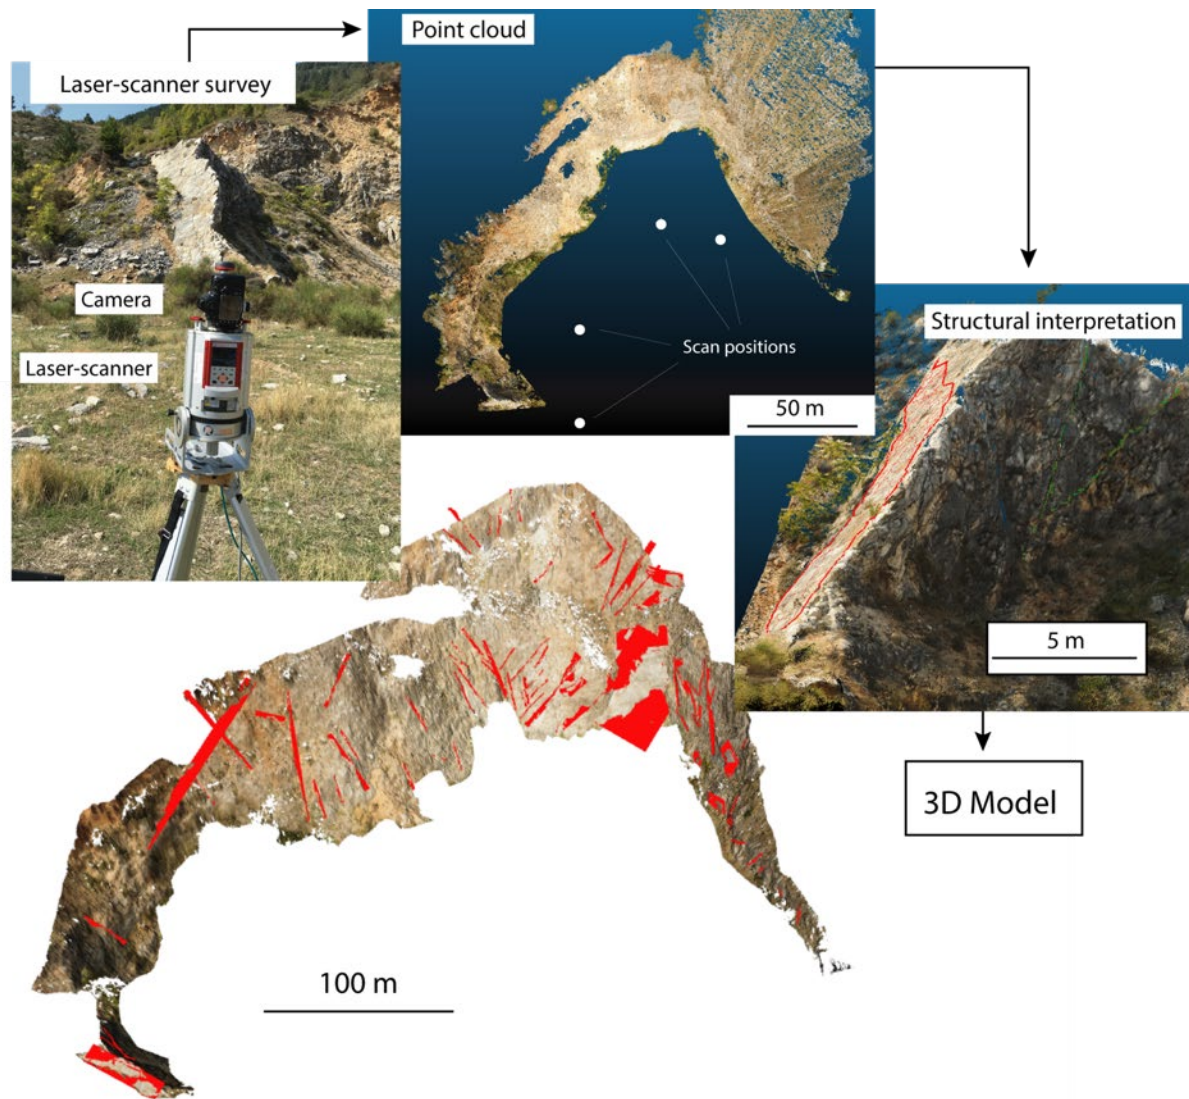 Point cloud
Laser-scanner survey
Camera
Laser-scanner
Scan positions
50 m
Structural interpretation
5 m
3D Model
100 m